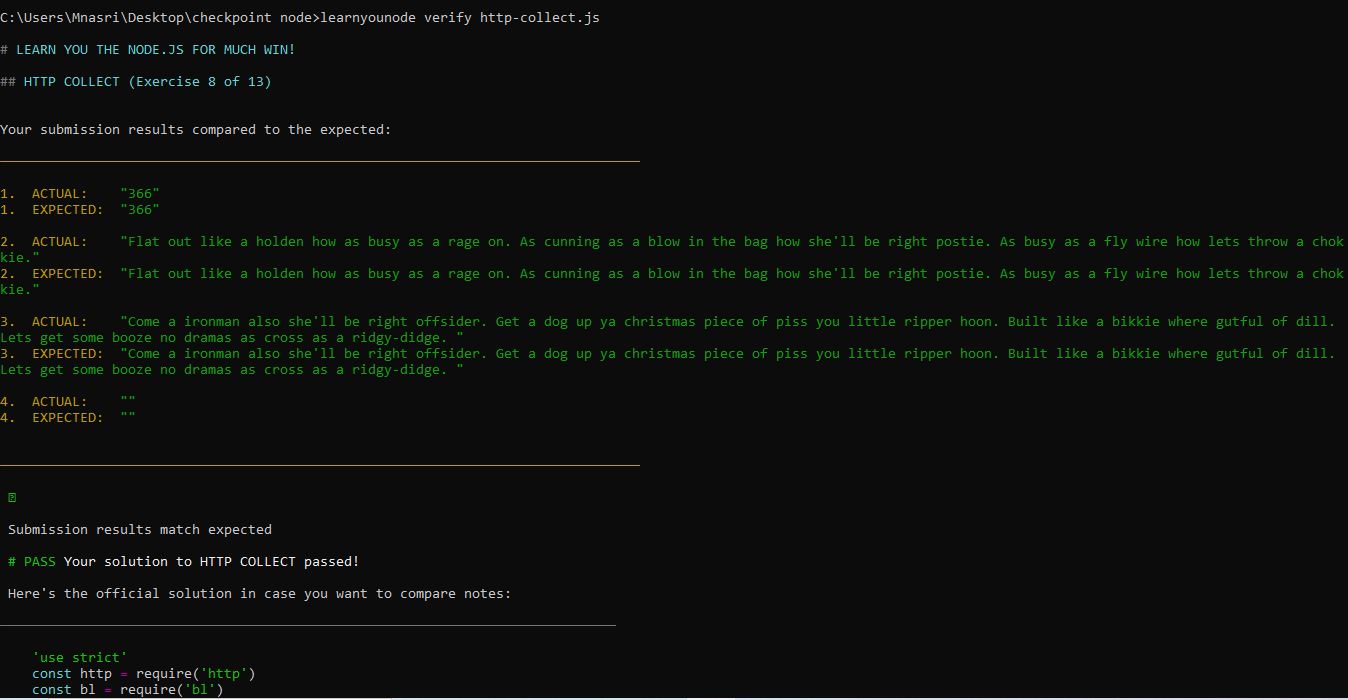 C:\Users\Mnasri\Desktop\checkpoint node>learnyounode verify http-collect.js
# LEARN YOU THE NODE.JS FOR MUCH WIN!
## HTTP COLLECT (Exercise 8 of 13)
Your submission results compared to the expected:
1.  ACTUAL:    "366"
1.  EXPECTED:  "366"
2.  ACTUAL:    "Flat out like a holden how as busy as a rage on. As cunning as a blow in the bag how she'll be right postie. As busy as a fly wire how lets throw a chok
kie."
2.  EXPECTED:  "Flat out like a holden how as busy as a rage on. As cunning as a blow in the bag how she'll be right postie. As busy as a fly wire how lets throw a chok
kie."
3.  ACTUAL:    "Come a ironman also she'll be right offsider. Get a dog up ya christmas piece of piss you little ripper hoon. Built like a bikkie where gutful of dill.
Lets get some booze no dramas as cross as a ridgy-didge. "
3.  EXPECTED:  "Come a ironman also she'll be right offsider. Get a dog up ya christmas piece of piss you little ripper hoon. Built like a bikkie where gutful of dill.
Lets get some booze no dramas as cross as a ridgy-didge. "
4.  ACTUAL:    ""
4.  EXPECTED:  ""
Submission results match expected
# PASS Your solution to HTTP COLLECT passed!
Here's the official solution in case you want to compare notes:
'use strict'
const http = require('http')
const bl = require('bl')